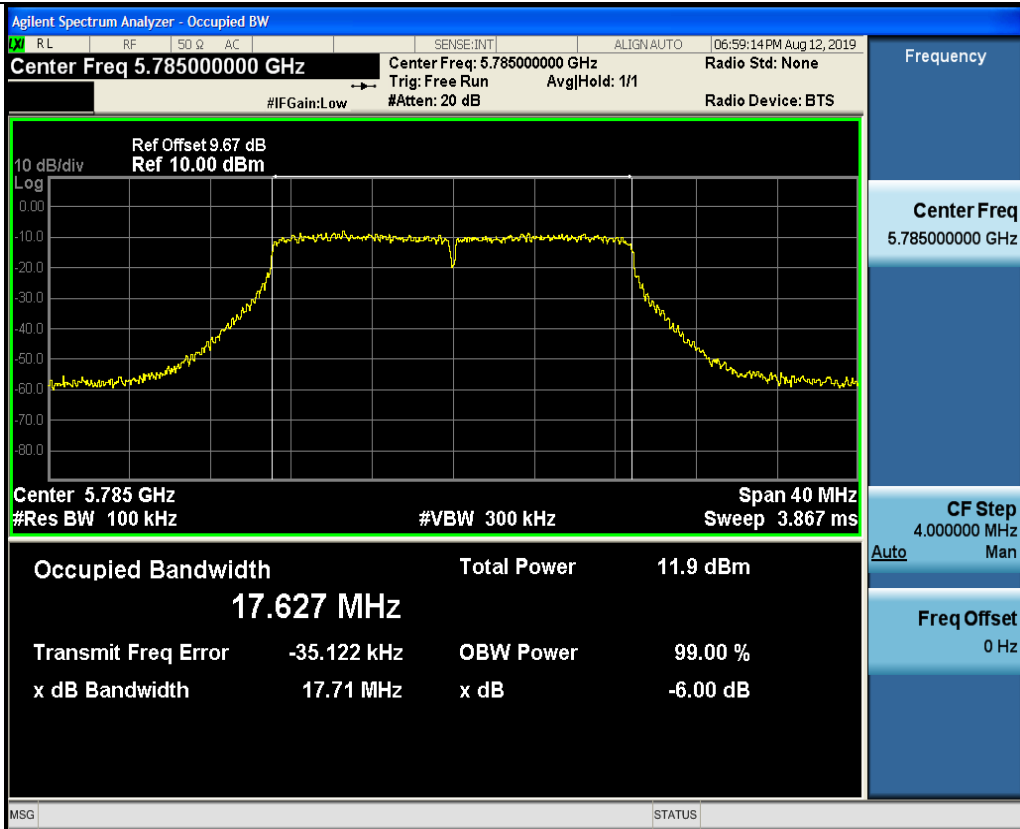 Agilent Spectrum Analyzer - Occupied BW
LXI RL RF 50 Ω AC SENSE:INT ALIGN AUTO 06:59:14 PM Aug 12, 2019
Center Freq 5.785000000 GHz
Center Freq: 5.785000000 GHz
Radio Std: None
Trig: Free Run Avg|Hold: 1/1
#IFGain:Low
#Atten: 20 dB
Radio Device: BTS
Frequency
Ref Offset 9.67 dB
10 dB/div Ref 10.00 dBm
Log
0.00
-10.0
-20.0
-30.0
-40.0
-50.0
-60.0
-70.0
-80.0
Center 5.785 GHz Span 40 MHz
#Res BW 100 kHz #VBW 300 kHz Sweep 3.867 ms
Occupied Bandwidth Total Power 11.9 dBm
17.627 MHz
Transmit Freq Error -35.122 kHz OBW Power 99.00 %
x dB Bandwidth 17.71 MHz x dB -6.00 dB
Center Freq
5.785000000 GHz
CF Step
4.000000 MHz
Auto Man
Freq Offset
0 Hz
MSG STATUS